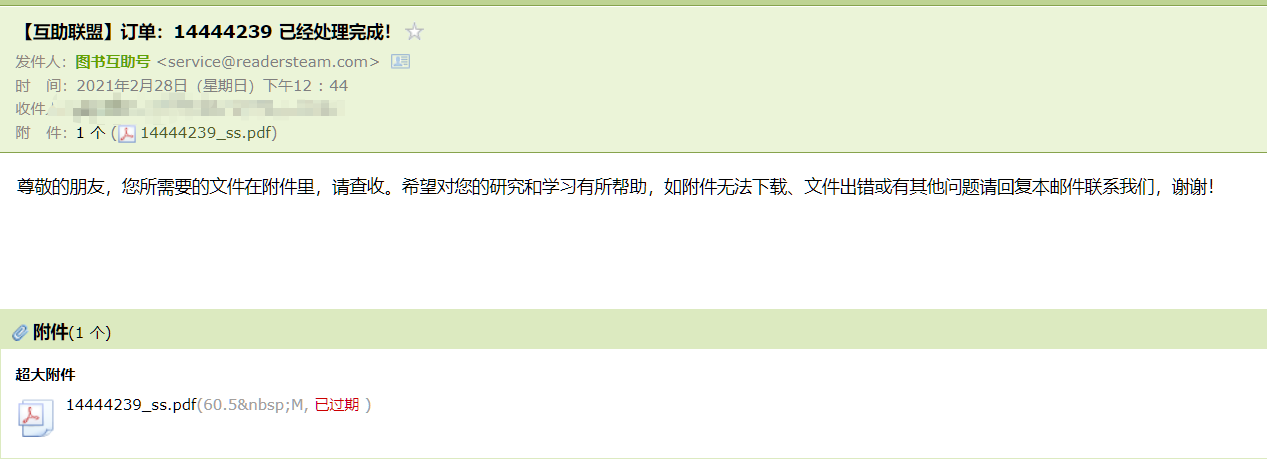 【互助联盟】订单：14444239 已经处理完成！
发件人：图书互助号 <service@readersteam.com>
时 间：2021年2月28日（星期日）下午12：44
收件
附 件：1 个 (14444239_ss.pdf)
尊敬的朋友，您所需要的文件在附件里，请查收。希望对您的研究和学习有所帮助，如附件无法下载、文件出错或有其他问题请回复本邮件联系我们，谢谢！
附件(1 个)
超大附件
14444239_ss.pdf(60.5&nbsp;M, 已过期 )